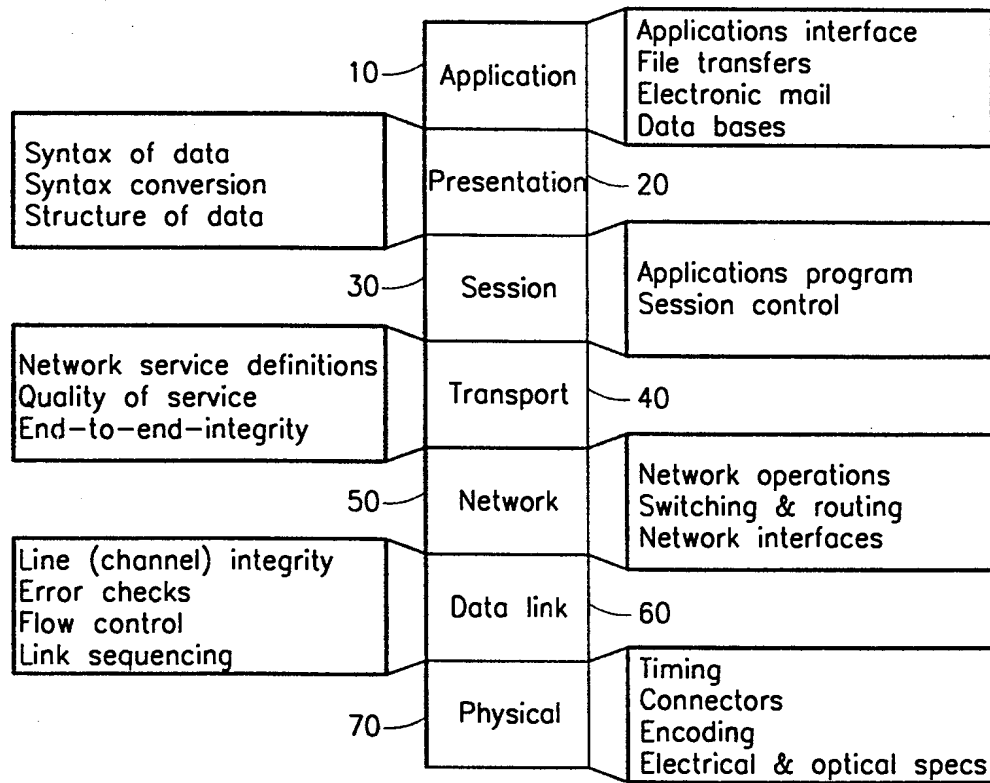 10
Application
Applications interface
File transfers
Electronic mail
Data bases
Syntax of data
Syntax conversion
Structure of data
Presentation
20
30
Session
Applications program
Session control
Network service definitions
Quality of service
End-to-end-integrity
Transport
40
50
Network
Network operations
Switching & routing
Network interfaces
Line (channel) integrity
Error checks
Flow control
Link sequencing
Data link
60
70
Physical
Timing
Connectors
Encoding
Electrical & optical specs